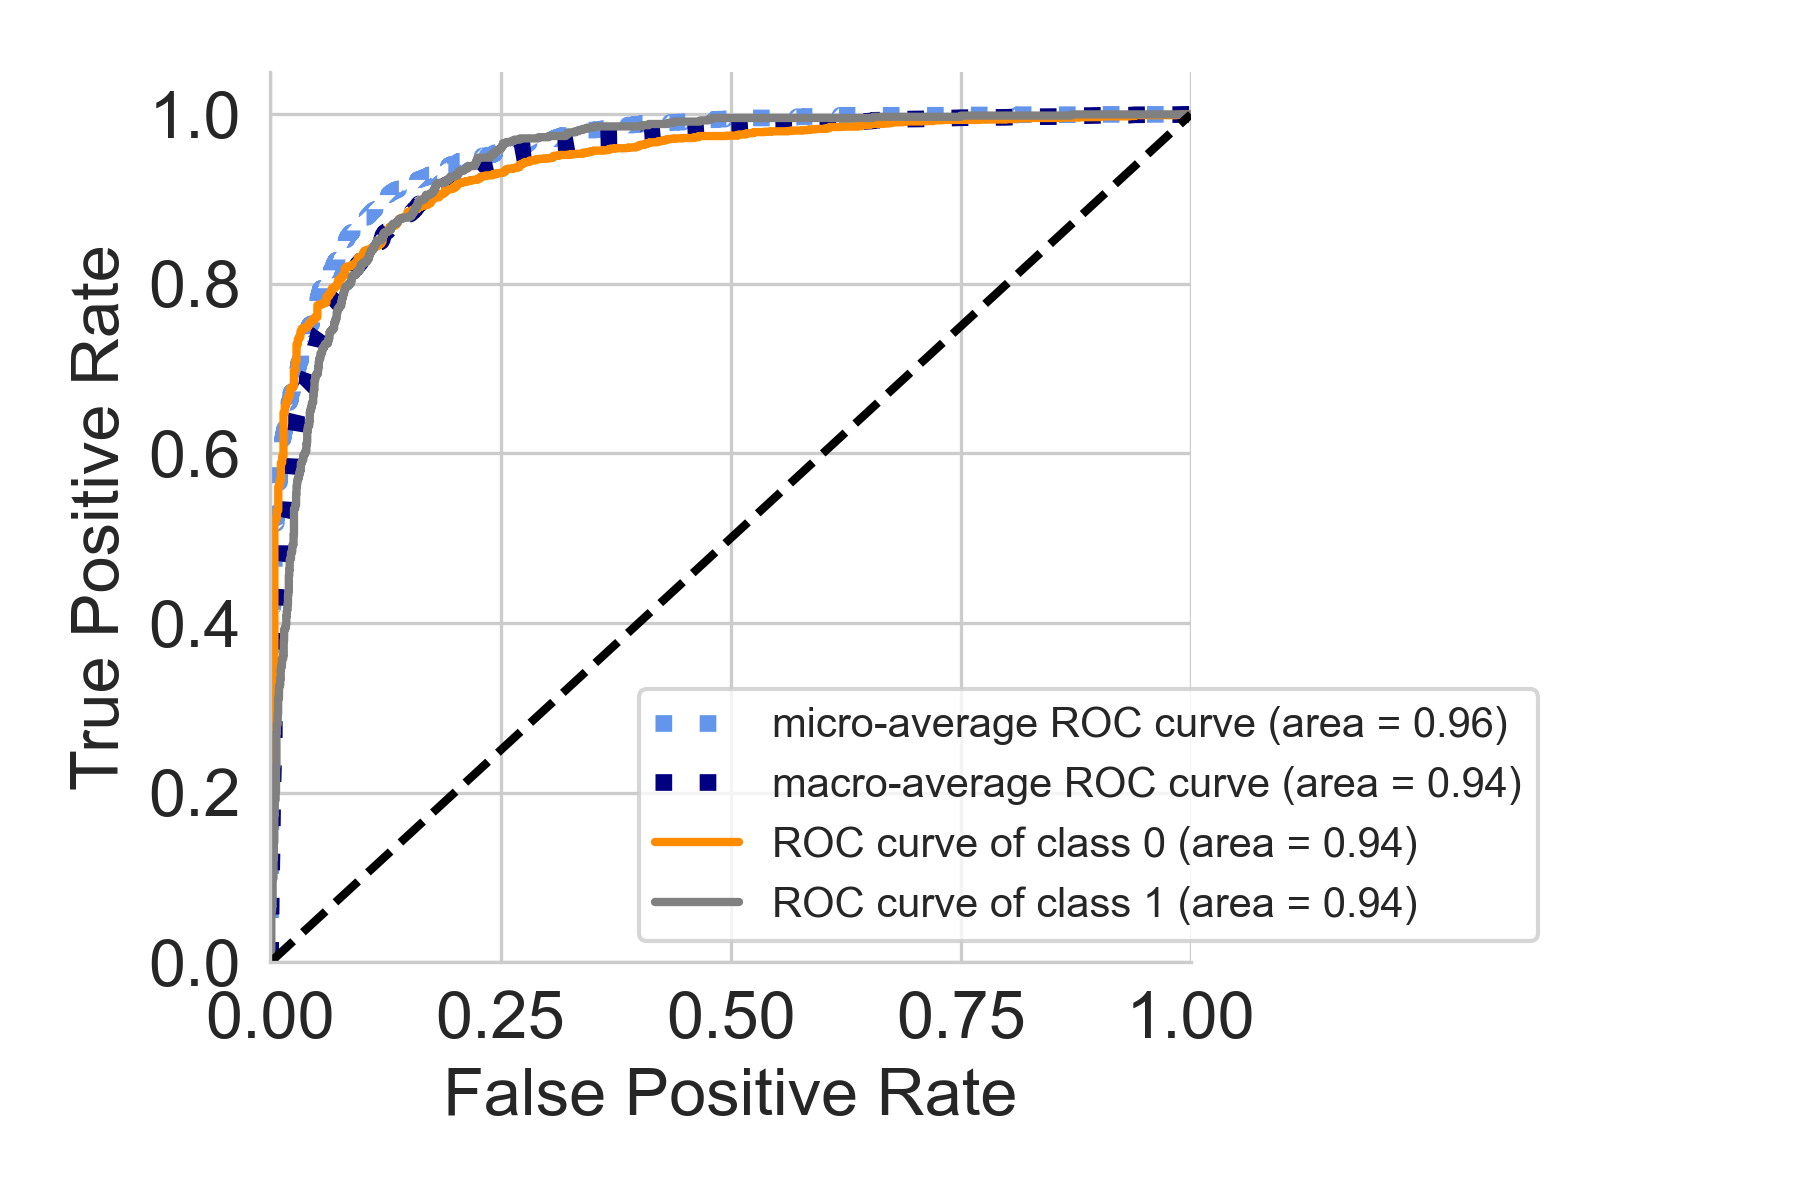 1.0
0.8
0.6
0.4
0.2
0.0
True Positive Rate
0.00 0.25 0.50 0.75 1.00
False Positive Rate
micro-average ROC curve (area = 0.96)
macro-average ROC curve (area = 0.94)
ROC curve of class 0 (area = 0.94)
ROC curve of class 1 (area = 0.94)